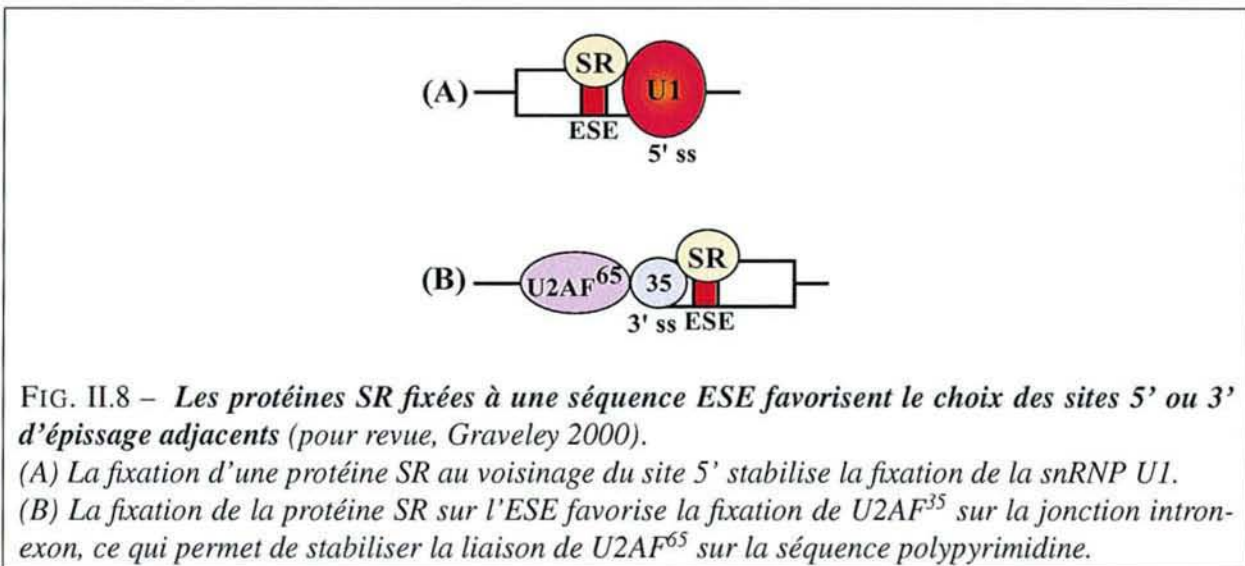 SR
(A)
U1
ESE
5' ss
SR
(B)
U2AF65
35
3' ss ESE
FIG. II.8 – Les protéines SR fixées à une séquence ESE favorisent le choix des sites 5' ou 3'
d'épissage adjacents (pour revue, Graveley 2000).
(A) La fixation d'une protéine SR au voisinage du site 5' stabilise la fixation de la snRNP U1.
(B) La fixation de la protéine SR sur l'ESE favorise la fixation de U2AF35 sur la jonction intron-
exon, ce qui permet de stabiliser la liaison de U2AF65 sur la séquence polypyrimidine.